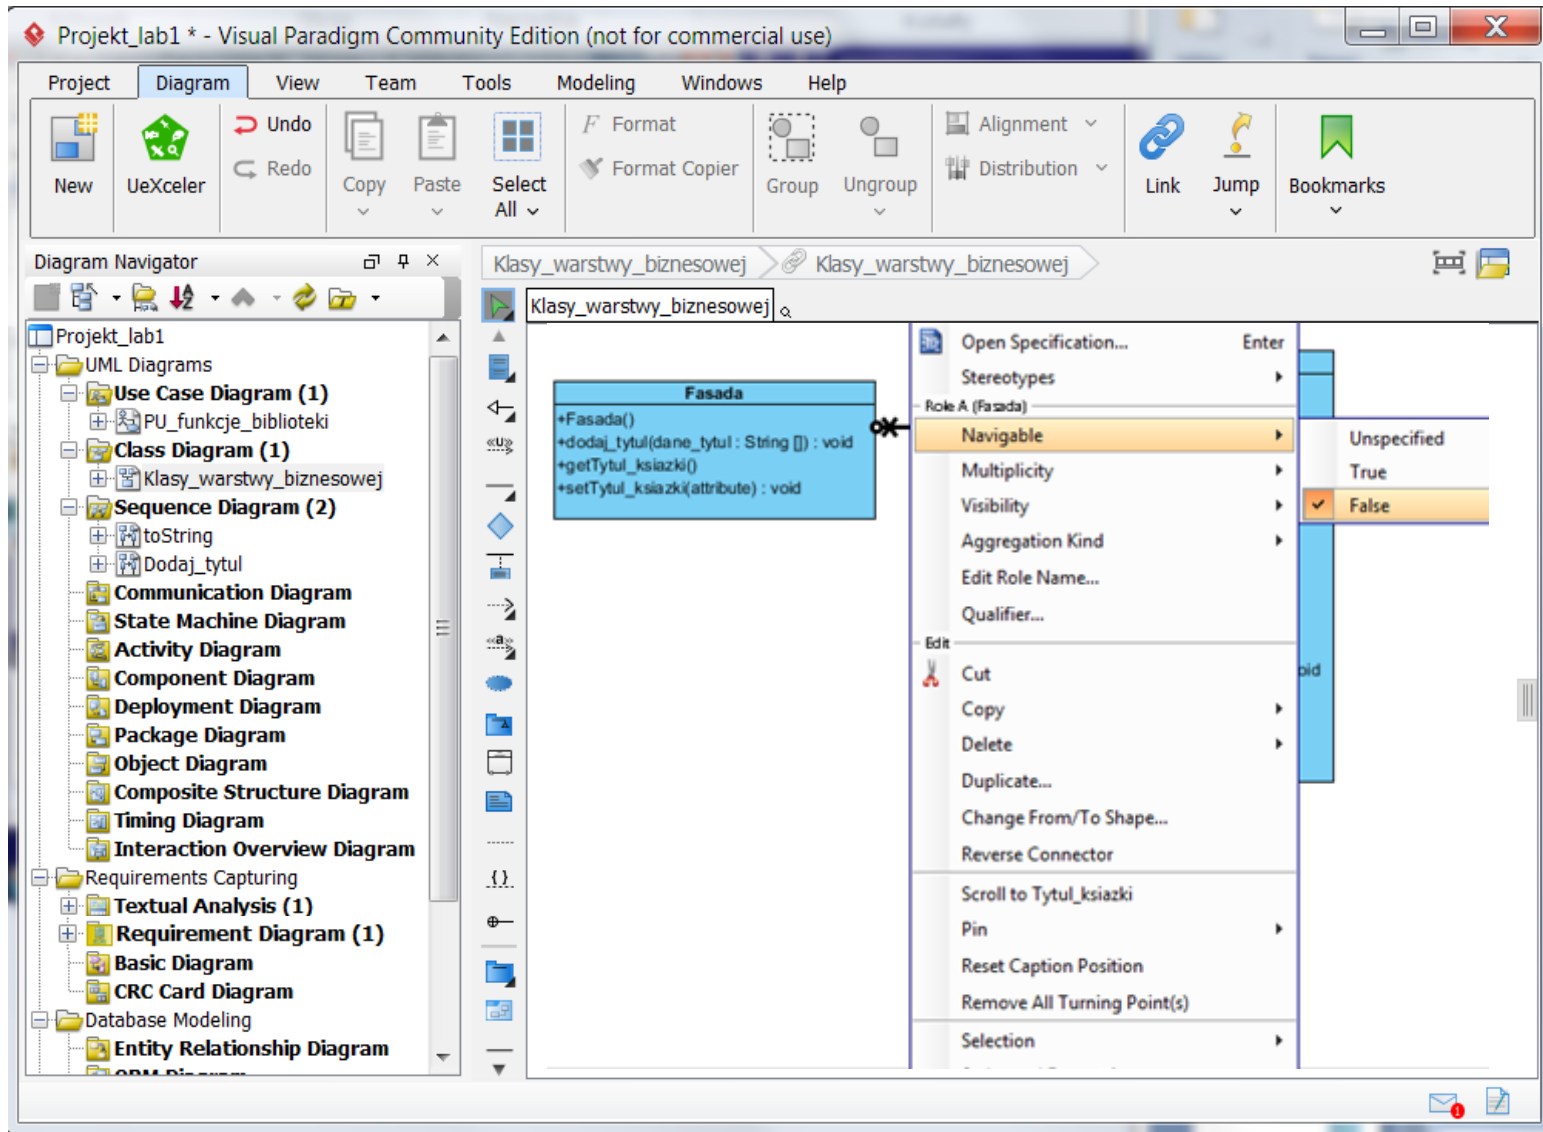 Projekt_lab1 * - Visual Paradigm Community Edition (not for commercial use)
Project Diagram View Team Tools Modeling Windows Help
New
UeXceler
Undo
Redo
Copy
Paste
Select
All
F Format
Format Copier
Group
Ungroup
Alignment
Distribution
Link
Jump
Bookmarks
Diagram Navigator
Klasy_warstwy_biznesowej Klasy_warstwy_biznesowej
Klasy_warstwy_biznesowej
Projekt_lab1
UML Diagrams
Use Case Diagram (1)
PU_funkcje_biblioteki
Class Diagram (1)
Klasy_warstwy_biznesowej
Sequence Diagram (2)
toString
Dodaj_tytul
Communication Diagram
State Machine Diagram
Activity Diagram
Component Diagram
Deployment Diagram
Package Diagram
Object Diagram
Composite Structure Diagram
Timing Diagram
Interaction Overview Diagram
Requirements Capturing
Textual Analysis (1)
Requirement Diagram (1)
Basic Diagram
CRC Card Diagram
Database Modeling
Entity Relationship Diagram
«U»
«a»
{}
Fasada
+Fasada()
+dodaj_tytul(dane_tytul : String []) : void
+getTytul_ksiazki()
+setTytul_ksiazki(attribute) : void
Open Specification... Enter
Stereotypes
Role A (Fasada)
Navigable
Multiplicity
Visibility
Aggregation Kind
Edit Role Name...
Qualifier...
Edit
Cut
Copy
Delete
Duplicate...
Change From/To Shape...
Reverse Connector
Scroll to Tytul_ksiazki
Pin
Reset Caption Position
Remove All Turning Point(s)
Selection
Unspecified
True
False
oid
1